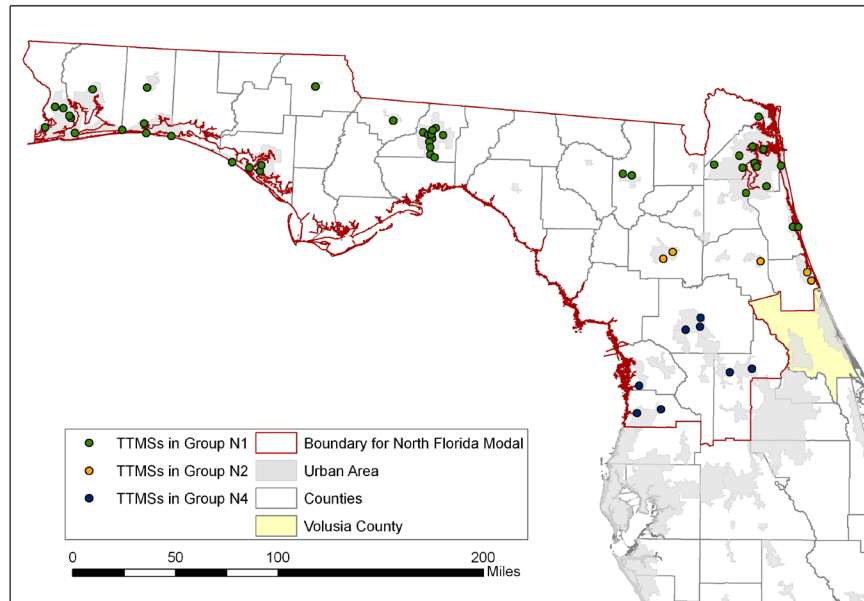 TTMSs in Group N1
Boundary for North Florida Modal
TTMSs in Group N2
Urban Area
TTMSs in Group N4
Counties
Volusia County
0 50 100 200
Miles